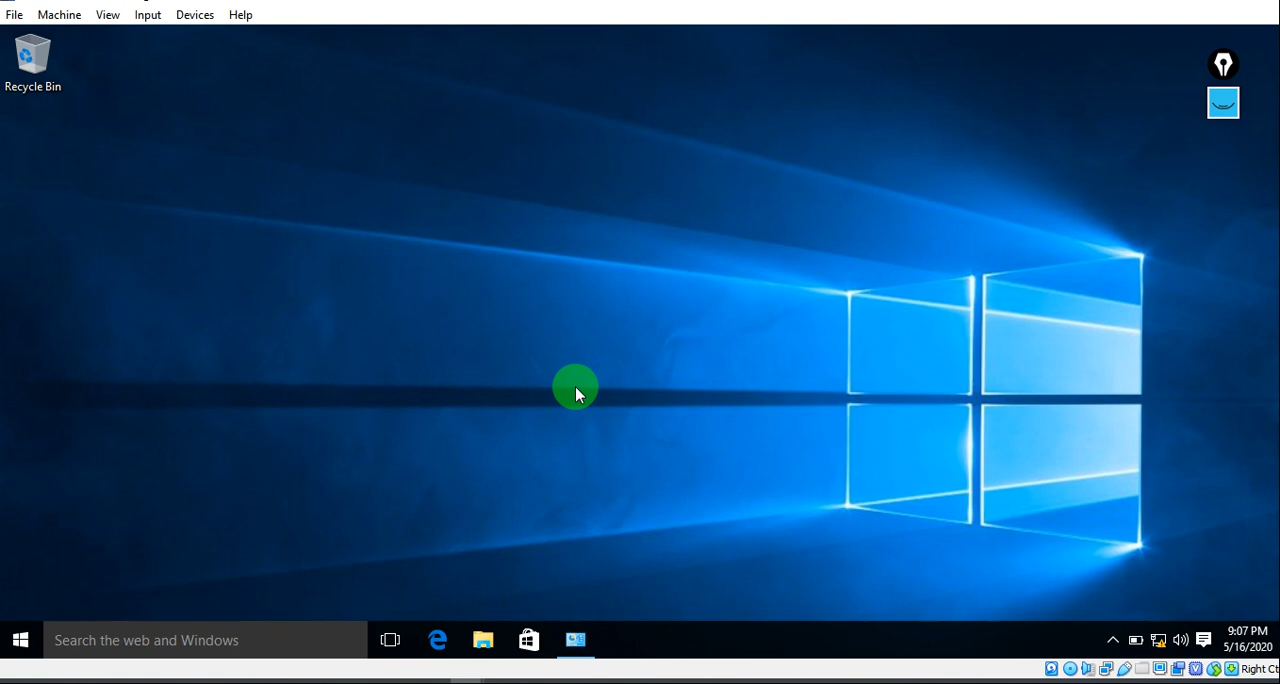 File Machine View Input Devices Help
Recycle Bin
Search the web and Windows
9:07 PM
5/16/2020
Right Ct